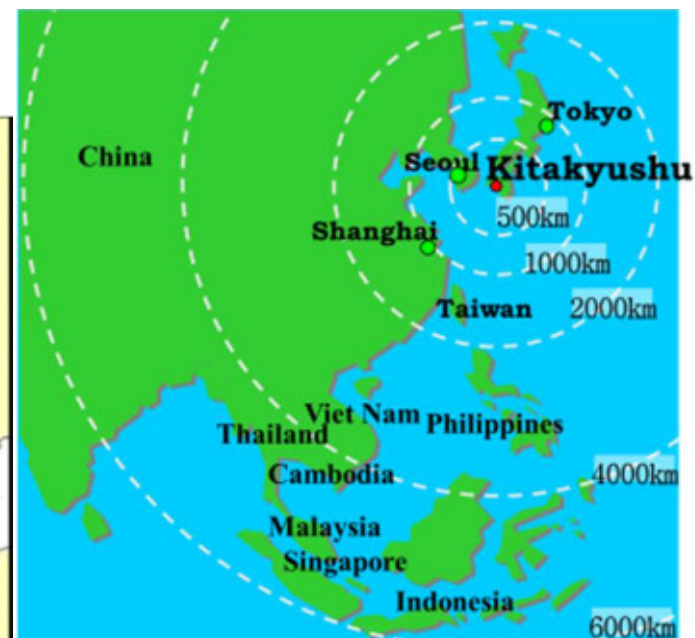 Tokyo
China
Seoul
Kitakyushu
500km
Shanghai
1000km
Taiwan
2000km
Viet Nam
Philippines
Thailand
Cambodia
4000km
Malaysia
Singapore
Indonesia
6000km